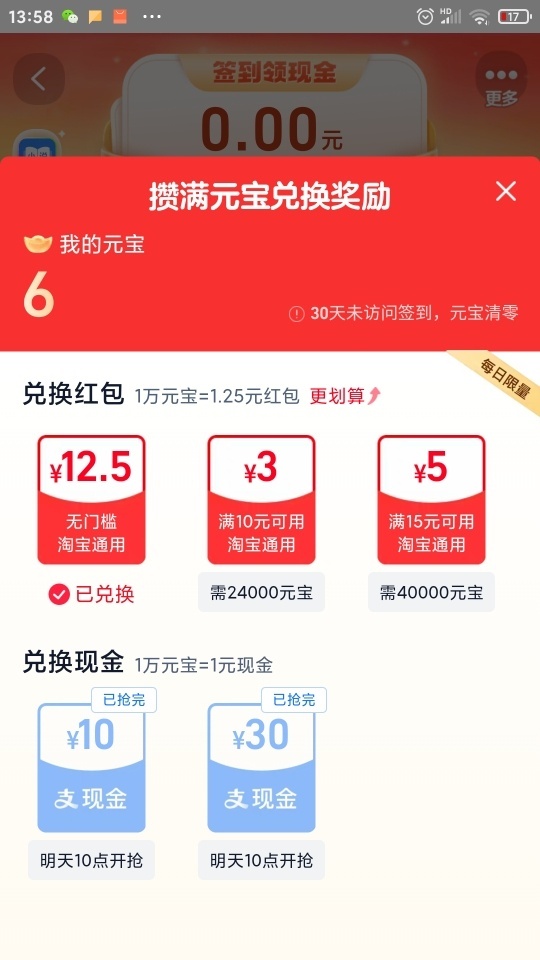 13:58 ··· HD 17
签到领现金
0.00元
更多
攒满元宝兑换奖励
我的元宝
6
30天未访问签到，元宝清零
每日限量
兑换红包 1万元宝=1.25元红包 更划算
¥12.5 ¥3 ¥5
无门槛 满10元可用 满15元可用
淘宝通用 淘宝通用 淘宝通用
已兑换 需24000元宝 需40000元宝
兑换现金 1万元宝=1元现金
已抢完 已抢完
¥10 ¥30
支现金 支现金
明天10点开抢 明天10点开抢